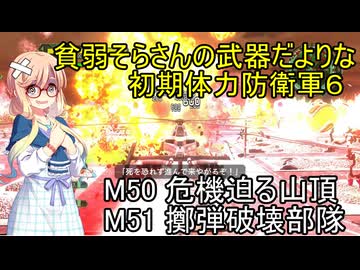 貧弱そらさんの武器だよりな
初期体力防衛軍６
「死を恐れず進んで来やがるぞ！」
M50 危機迫る山頂
M51 擲弾破壊部隊